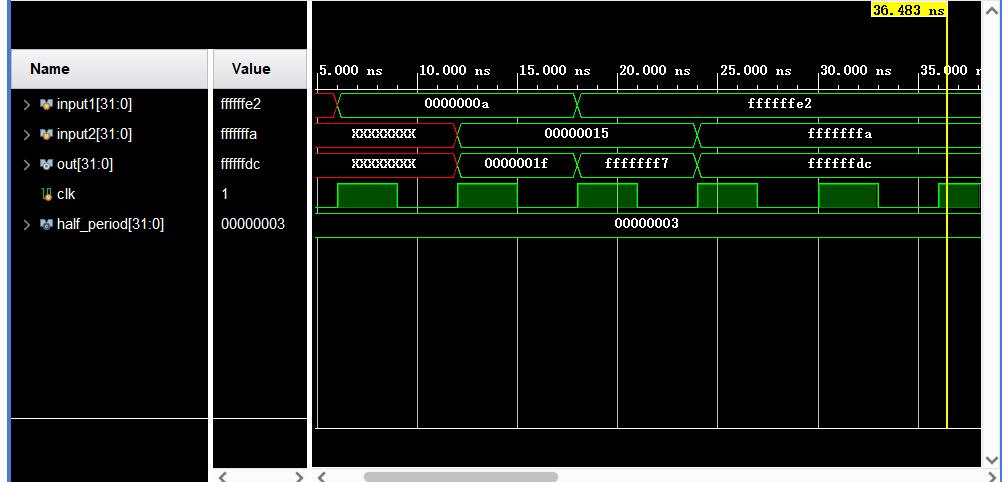 36.483 ns
Name Value
5.000 ns 10.000 ns 15.000 ns 20.000 ns 25.000 ns 30.000 ns 35.000 n
input1[31:0] ffffffe2 0000000a ffffffe2
input2[31:0] fffffffa XXXXXXXX 00000015 fffffffa
out[31:0] ffffffdc XXXXXXXX 0000001f fffffff7 ffffffdc
clk 1
half_period[31:0] 00000003 00000003